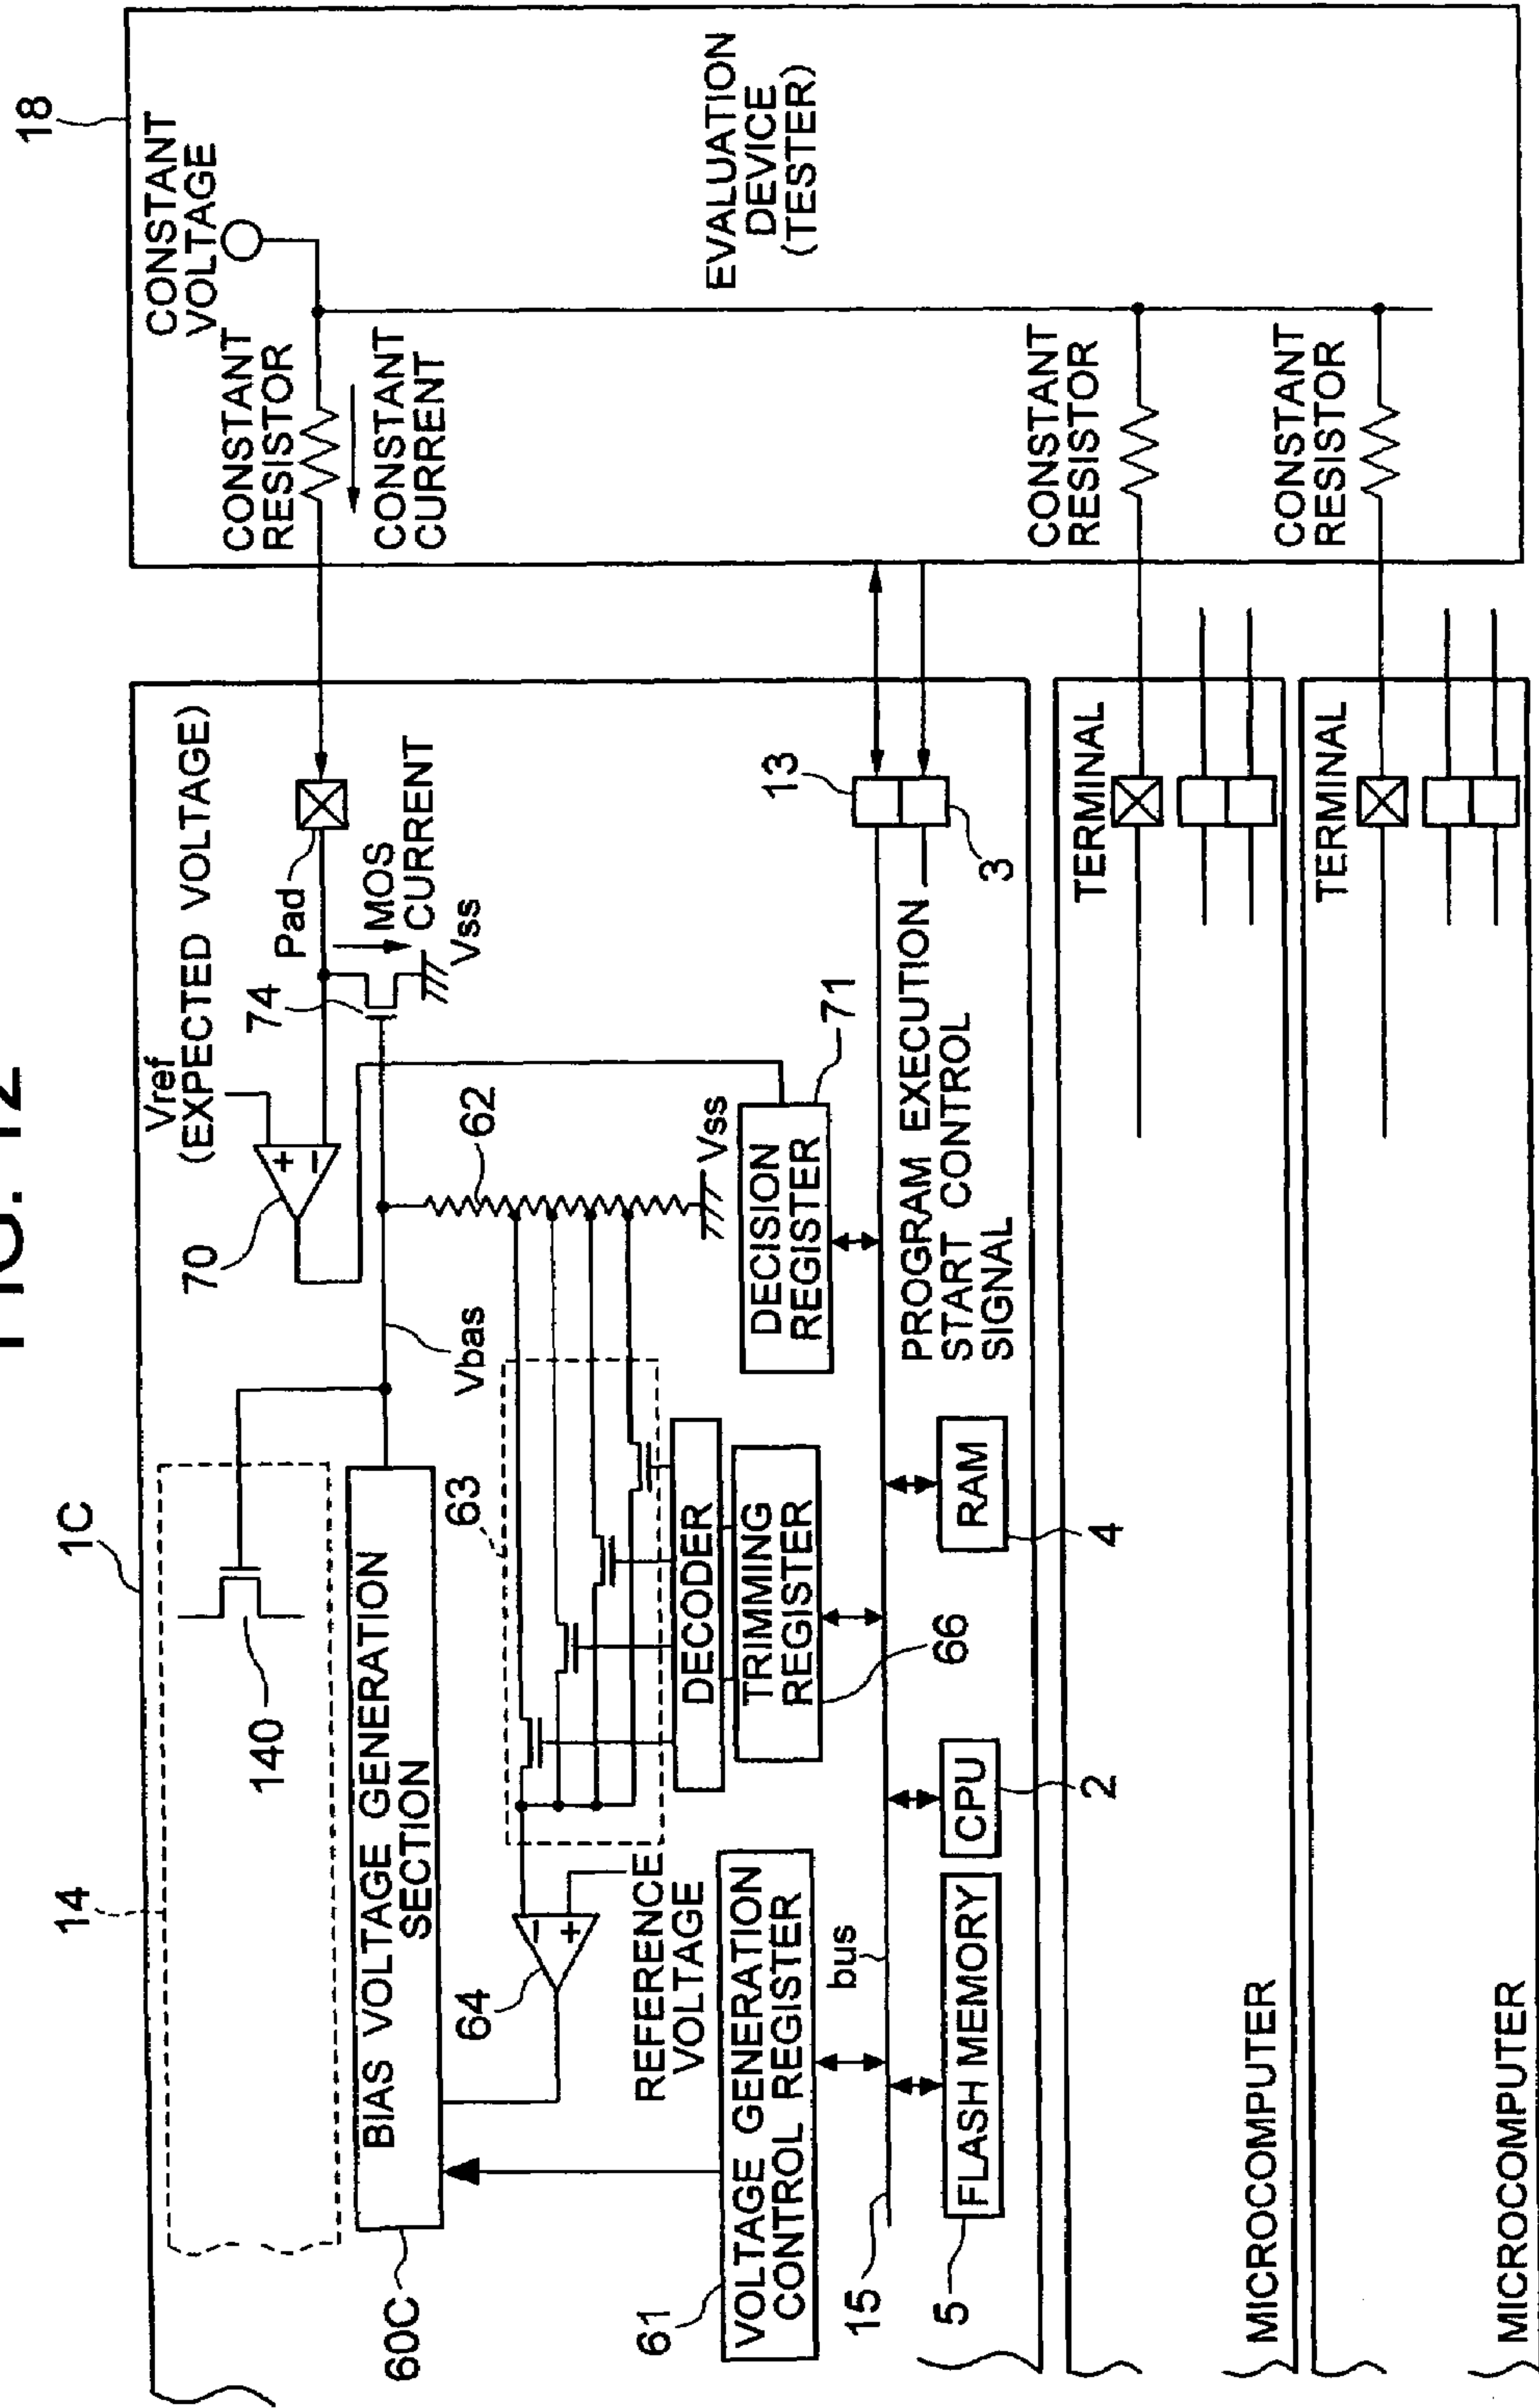 FIG. 12
1C
14
140
BIAS VOLTAGE GENERATION
SECTION
60C
70
Vref
(EXPECTED VOLTAGE)
+
−
74
Pad
MOS
CURRENT
Vss
Vbas
62
Vss
63
64
−
+
REFERENCE
VOLTAGE
DECODER
TRIMMING
REGISTER
66
DECISION
REGISTER
71
61
VOLTAGE GENERATION
CONTROL REGISTER
bus
15
5
FLASH MEMORY
CPU
2
RAM
4
PROGRAM EXECUTION
START CONTROL
SIGNAL
13
3
18
CONSTANT
VOLTAGE
CONSTANT
RESISTOR
CONSTANT
CURRENT
EVALUATION
DEVICE
(TESTER)
CONSTANT
RESISTOR
CONSTANT
RESISTOR
TERMINAL
MICROCOMPUTER
TERMINAL
MICROCOMPUTER